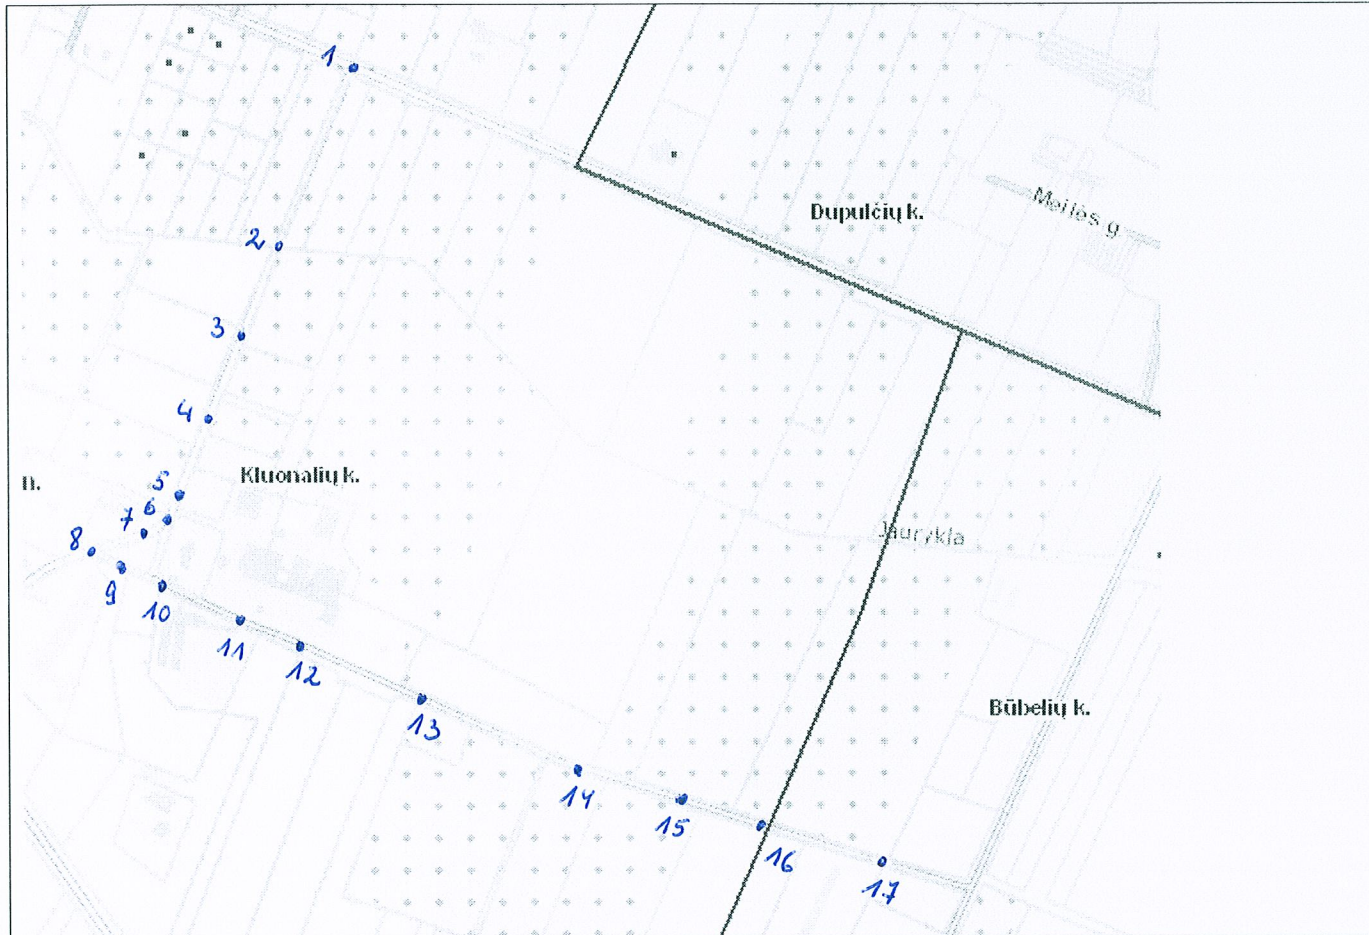 1
Dupulčių k.
Meilės g.
2
3
4
Kluonalių k.
n.
5
6
7
8
9
10
Jaurykla
11
12
Būbelių k.
13
14
15
16
17